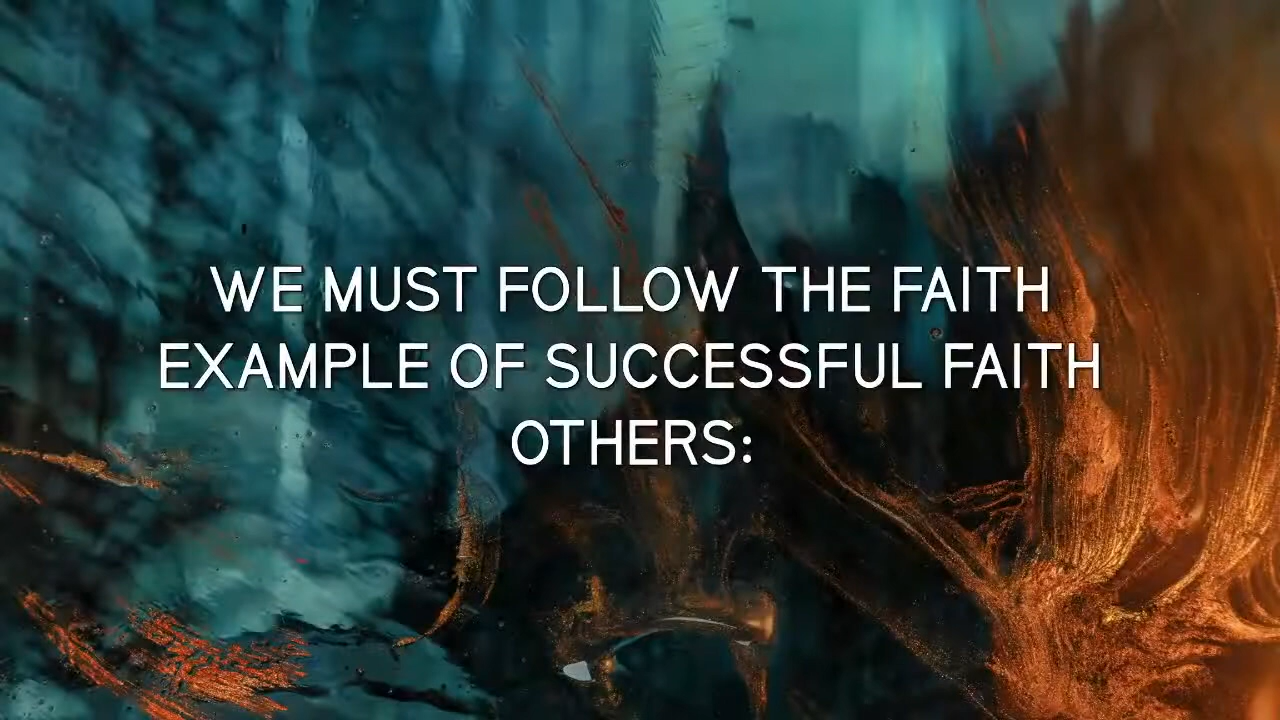 WE MUST FOLLOW THE FAITH
EXAMPLE OF SUCCESSFUL FAITH
OTHERS: